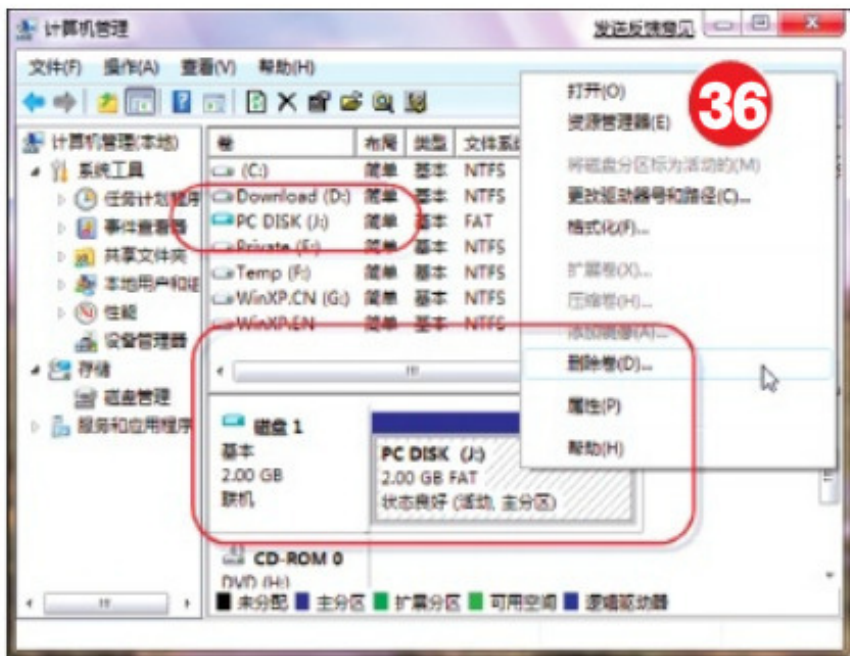 计算机管理
发送反馈意见
文件(F) 操作(A) 查看(V) 帮助(H)
计算机管理(本地)
系统工具
任务计划程序
事件查看器
共享文件夹
本地用户和组
性能
设备管理器
存储
磁盘管理
服务和应用程序
卷 布局 类型 文件系统
(C:) 简单 基本 NTFS
Download (D:) 简单 基本 NTFS
PC DISK (J:) 简单 基本 FAT
Private (E:) 简单 基本 NTFS
Temp (F:) 简单 基本 NTFS
WinXP.CN (G:) 简单 基本 NTFS
WinXP.EN 简单 基本 NTFS
磁盘 1
基本
2.00 GB
联机
PC DISK (J:)
2.00 GB FAT
状态良好 (活动, 主分区)
CD-ROM 0
DVD (H:)
未分配 主分区 扩展分区 可用空间 逻辑驱动器
36
打开(O)
资源管理器(E)
将磁盘分区标为活动的(M)
更改驱动器号和路径(C)...
格式化(F)...
扩展卷(X)...
压缩卷(H)...
添加镜像(A)...
删除卷(D)...
属性(P)
帮助(H)